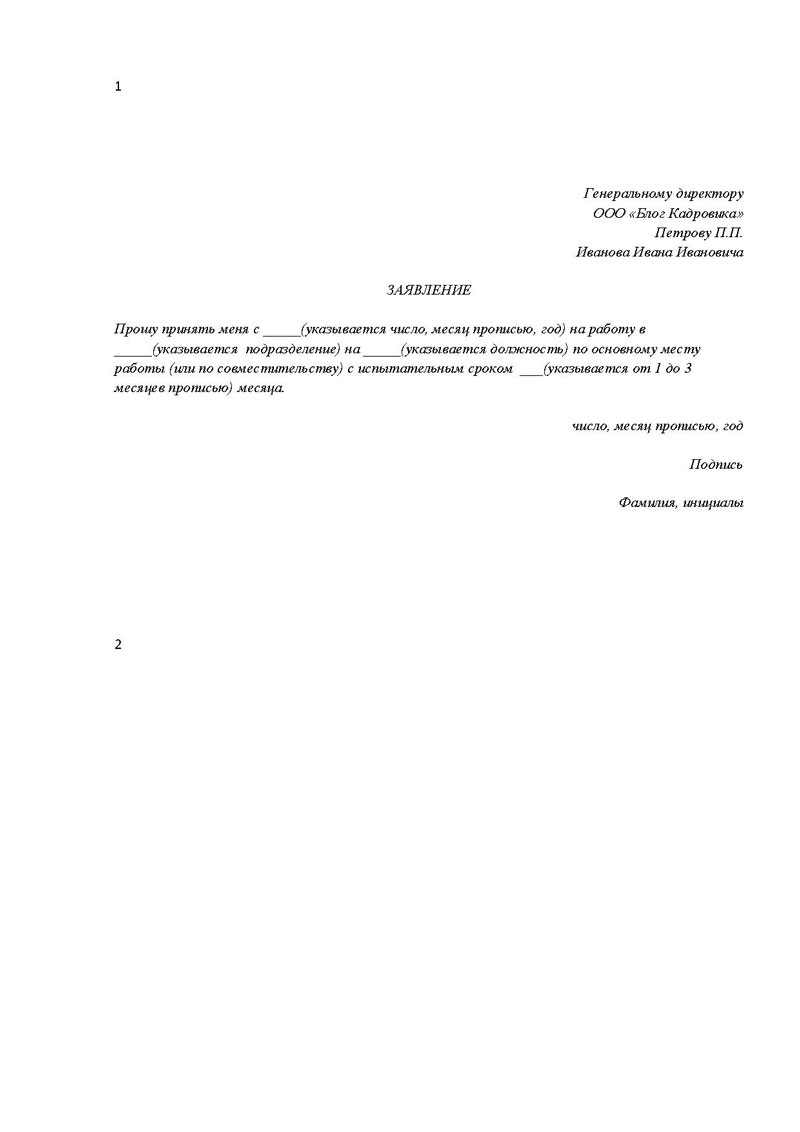 1
Генеральному директору
ООО «Блог Кадровика»
Петрову П.П.
Иванова Ивана Ивановича
ЗАЯВЛЕНИЕ
Прошу принять меня с _____(указывается число, месяц прописью, год) на работу в
_____(указывается  подразделение) на _____(указывается должность) по основному месту
работы (или по совместительству) с испытательным сроком  ___(указывается от 1 до 3
месяцев прописью) месяца.
число, месяц прописью, год
Подпись
Фамилия, инициалы
2